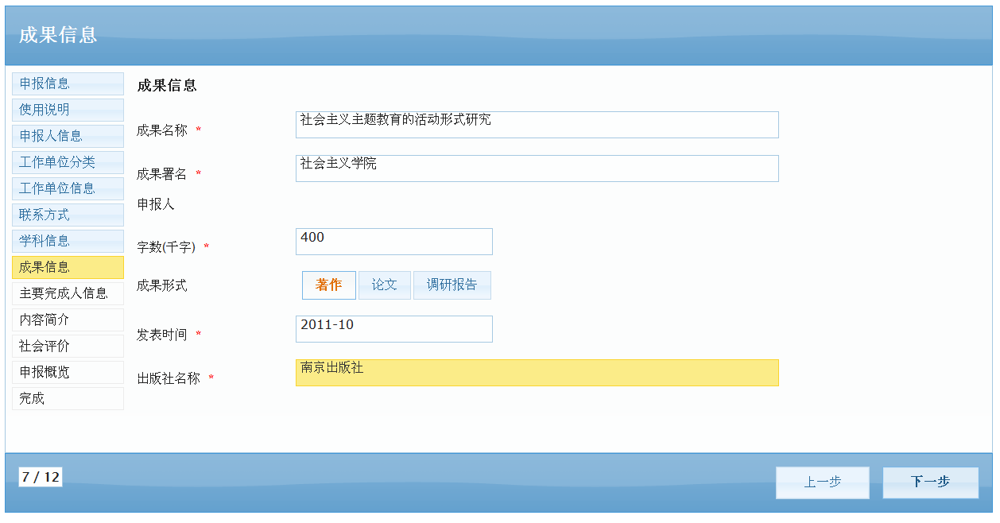 成果信息
申报信息
使用说明
申报人信息
工作单位分类
工作单位信息
联系方式
学科信息
成果信息
主要完成人信息
内容简介
社会评价
申报概览
完成
成果信息
成果名称 * 社会主义主题教育的活动形式研究
成果署名 * 社会主义学院
申报人
字数(千字) * 400
成果形式 著作 论文 调研报告
发表时间 * 2011-10
出版社名称 * 南京出版社
7 / 12
上一步 下一步